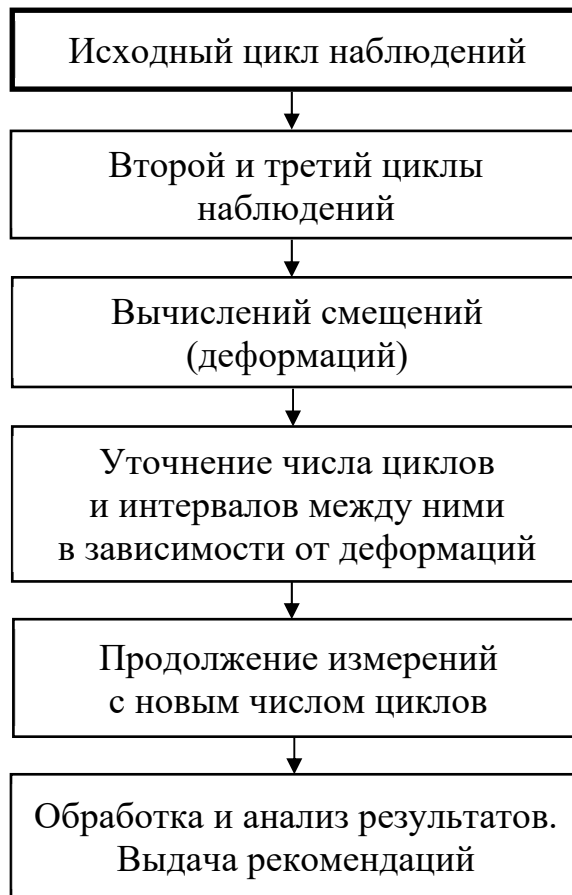 Исходный цикл наблюдений
Второй и третий циклы
наблюдений
Вычислений смещений
(деформаций)
Уточнение числа циклов
и интервалов между ними
в зависимости от деформаций
Продолжение измерений
с новым числом циклов
Обработка и анализ результатов.
Выдача рекомендаций